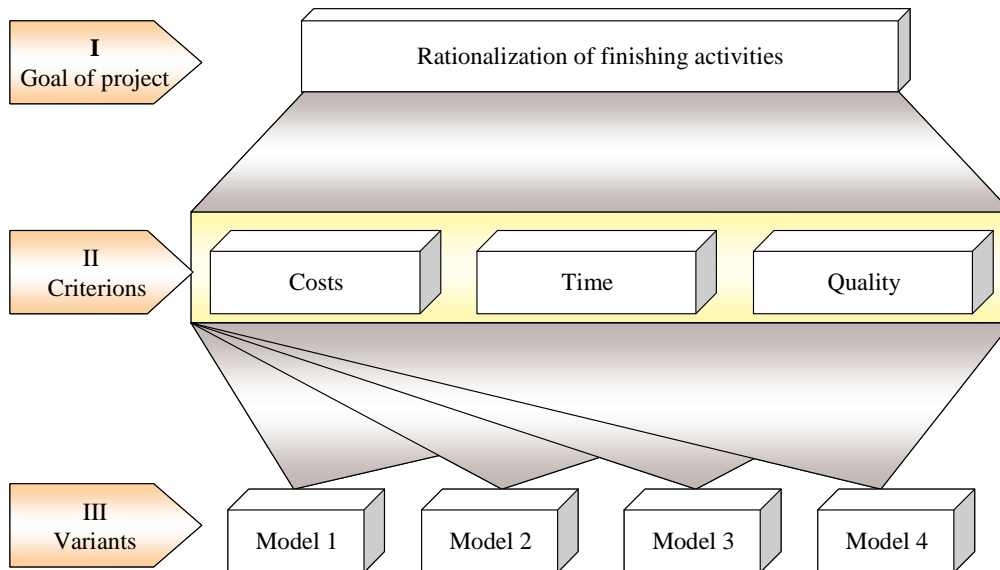 I
Goal of project
Rationalization of finishing activities
II
Criterions
Costs
Time
Quality
III
Variants
Model 1
Model 2
Model 3
Model 4